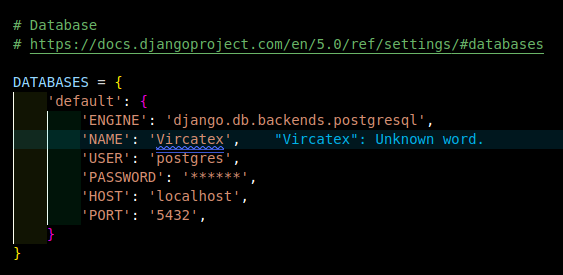 # Database
# https://docs.djangoproject.com/en/5.0/ref/settings/#databases
DATABASES = {
    'default': {
        'ENGINE': 'django.db.backends.postgresql',
        'NAME': 'Vircatex',    "Vircatex": Unknown word.
        'USER': 'postgres',
        'PASSWORD': '******',
        'HOST': 'localhost',
        'PORT': '5432',
    }
}